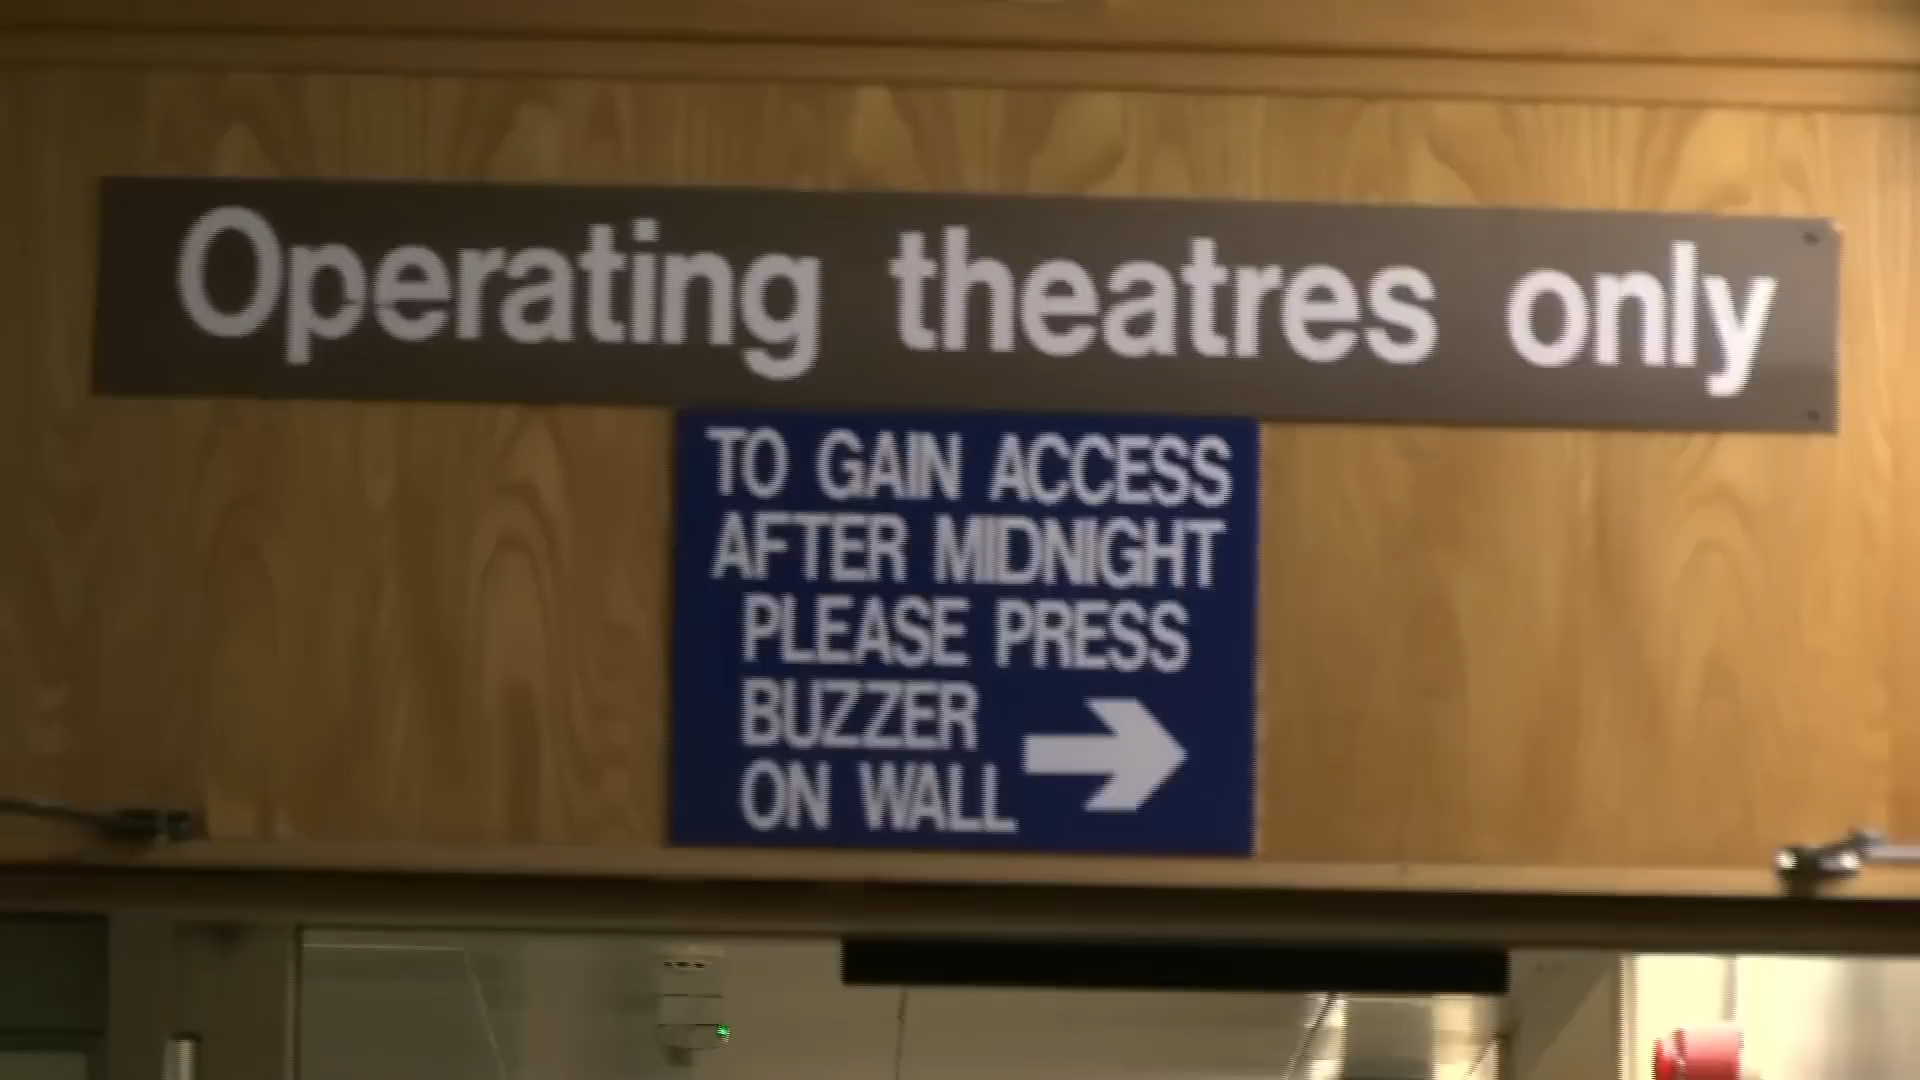 Operating theatres only
TO GAIN ACCESS
AFTER MIDNIGHT
PLEASE PRESS
BUZZER
ON WALL